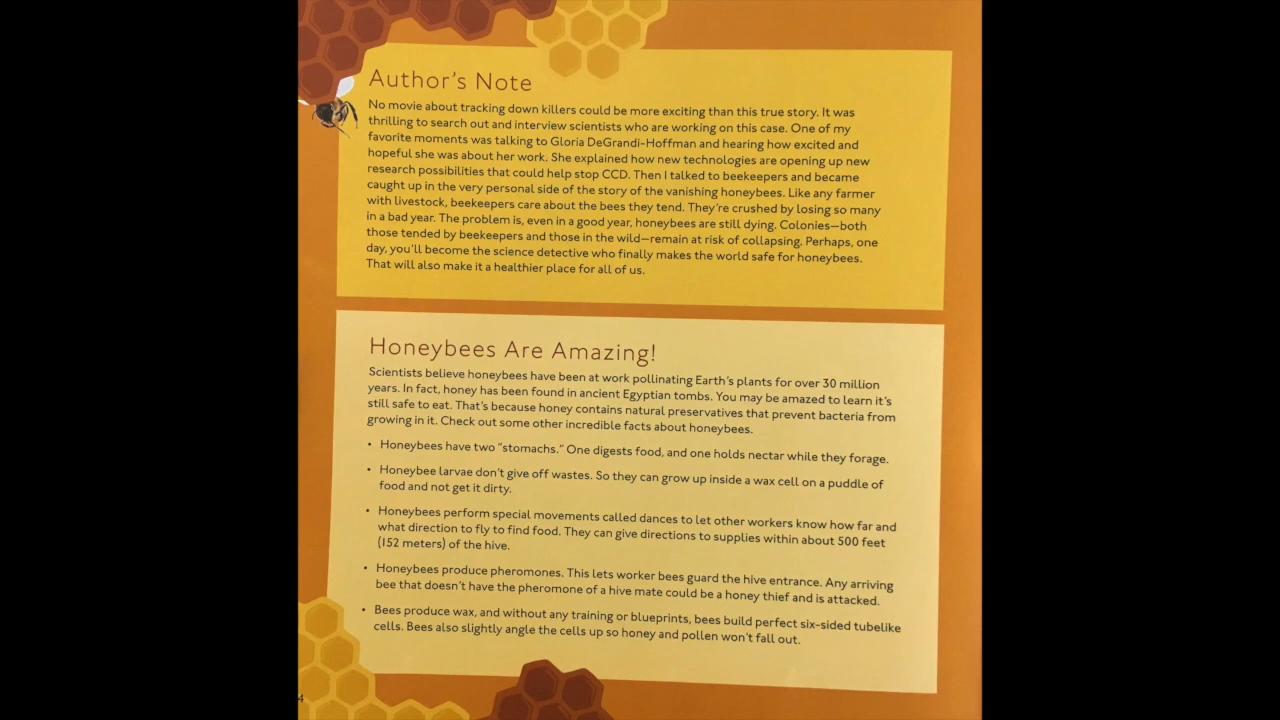 Author's Note
No movie about tracking down killers could be more exciting than this true story. It was
thrilling to search out and interview scientists who are working on this case. One of my
favorite moments was talking to Gloria DeGrandi-Hoffman and hearing how excited and
hopeful she was about her work. She explained how new technologies are opening up new
research possibilities that could help stop CCD. Then I talked to beekeepers and became
caught up in the very personal side of the story of the vanishing honeybees. Like any farmer
with livestock, beekeepers care about the bees they tend. They're crushed by losing so many
in a bad year. The problem is, even in a good year, honeybees are still dying. Colonies—both
those tended by beekeepers and those in the wild—remain at risk of collapsing. Perhaps, one
day, you'll become the science detective who finally makes the world safe for honeybees.
That will also make it a healthier place for all of us.
Honeybees Are Amazing!
Scientists believe honeybees have been at work pollinating Earth's plants for over 30 million
years. In fact, honey has been found in ancient Egyptian tombs. You may be amazed to learn it's
still safe to eat. That's because honey contains natural preservatives that prevent bacteria from
growing in it. Check out some other incredible facts about honeybees.
• Honeybees have two "stomachs." One digests food, and one holds nectar while they forage.
• Honeybee larvae don't give off wastes. So they can grow up inside a wax cell on a puddle of
food and not get it dirty.
• Honeybees perform special movements called dances to let other workers know how far and
what direction to fly to find food. They can give directions to supplies within about 500 feet
(152 meters) of the hive.
• Honeybees produce pheromones. This lets worker bees guard the hive entrance. Any arriving
bee that doesn't have the pheromone of a hive mate could be a honey thief and is attacked.
• Bees produce wax, and without any training or blueprints, bees build perfect six-sided tubelike
cells. Bees also slightly angle the cells up so honey and pollen won't fall out.
4